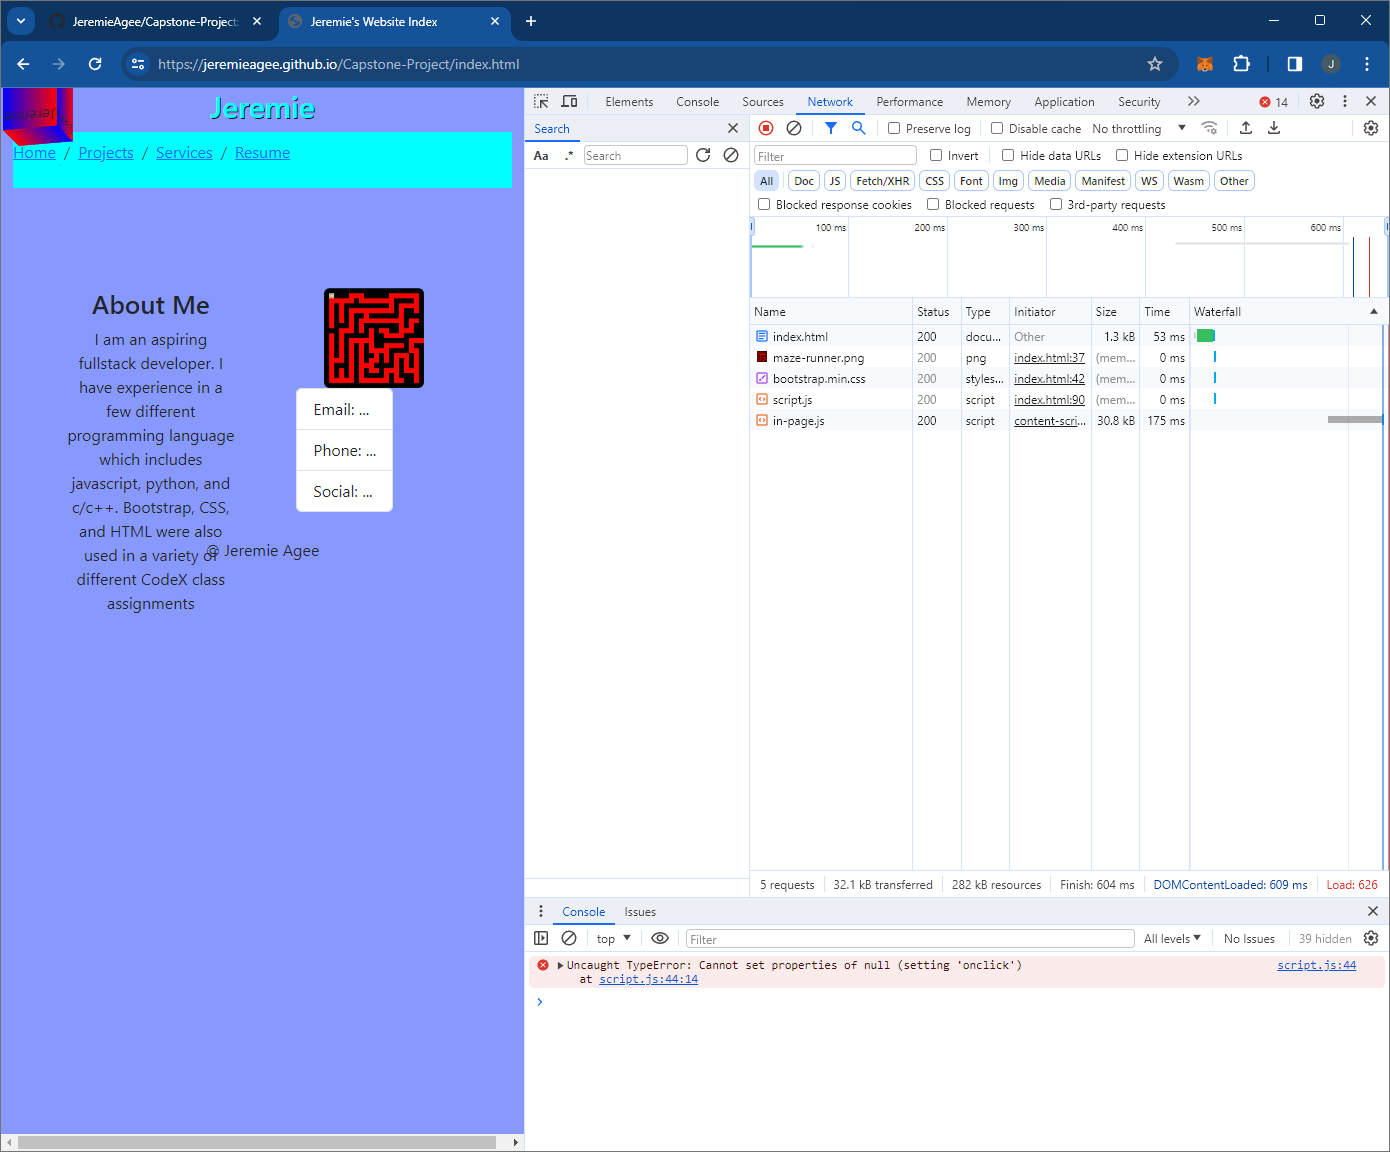 JeremieAgee/Capstone-Project:
Jeremie's Website Index
https://jeremieagee.github.io/Capstone-Project/index.html
J
Jeremie
Home / Projects / Services / Resume
About Me
I am an aspiring
fullstack developer. I
have experience in a
few different
programming language
which includes
javascript, python, and
c/c++. Bootstrap, CSS,
and HTML were also
used in a variety of
different CodeX class
assignments
Email: ...
Phone: ...
Social: ...
@ Jeremie Agee
Elements Console Sources Network Performance Memory Application Security 14
Search
Aa .* Search
Preserve log Disable cache No throttling
Filter Invert Hide data URLs Hide extension URLs
All Doc JS Fetch/XHR CSS Font Img Media Manifest WS Wasm Other
Blocked response cookies Blocked requests 3rd-party requests
100 ms 200 ms 300 ms 400 ms 500 ms 600 ms
Name Status Type Initiator Size Time Waterfall
index.html 200 docu... Other 1.3 kB 53 ms
maze-runner.png 200 png index.html:37 (mem... 0 ms
bootstrap.min.css 200 styles... index.html:42 (mem... 0 ms
script.js 200 script index.html:90 (mem... 0 ms
in-page.js 200 script content-scri... 30.8 kB 175 ms
5 requests 32.1 kB transferred 282 kB resources Finish: 604 ms DOMContentLoaded: 609 ms Load: 626
Console Issues
top Filter All levels No Issues 39 hidden
Uncaught TypeError: Cannot set properties of null (setting 'onclick') script.js:44
at script.js:44:14